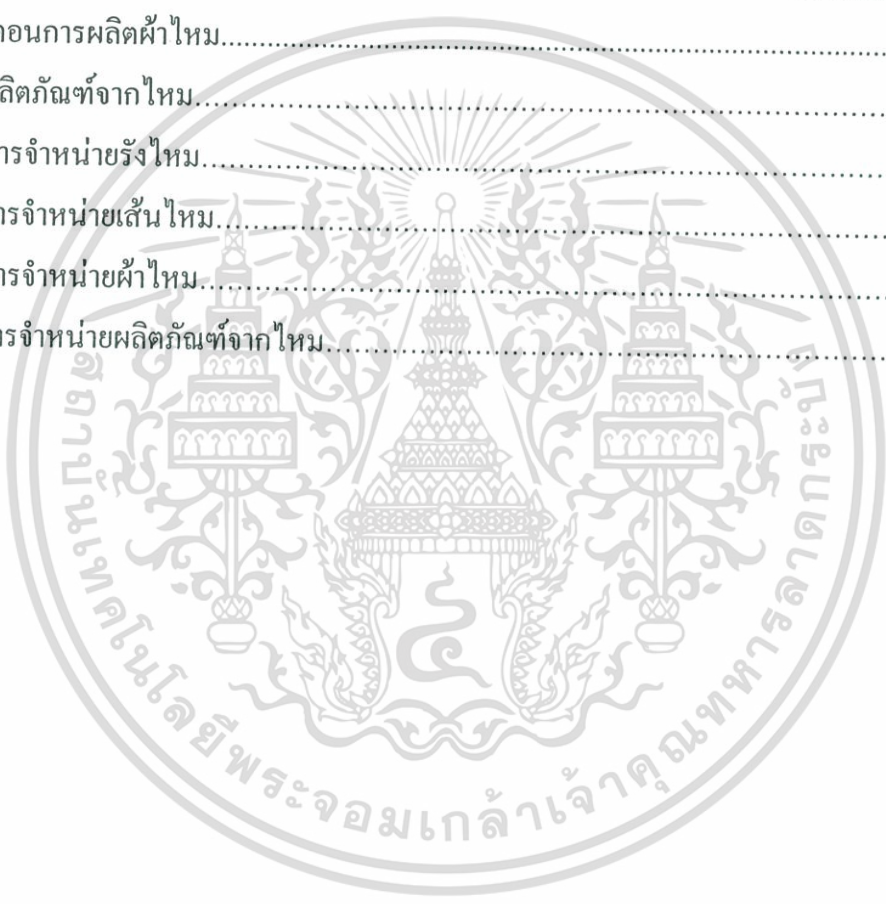 ตอนการผลิตผ้าไหม
ลิตภัณฑ์จากไหม
ารจำหน่ายรังไหม
ารจำหน่ายเส้นไหม
ารจำหน่ายผ้าไหม
ารจำหน่ายผลิตภัณฑ์จากไหม
สถาบันเทคโนโลยีพระจอมเกล้าเจ้าคุณทหารลาดกระบัง